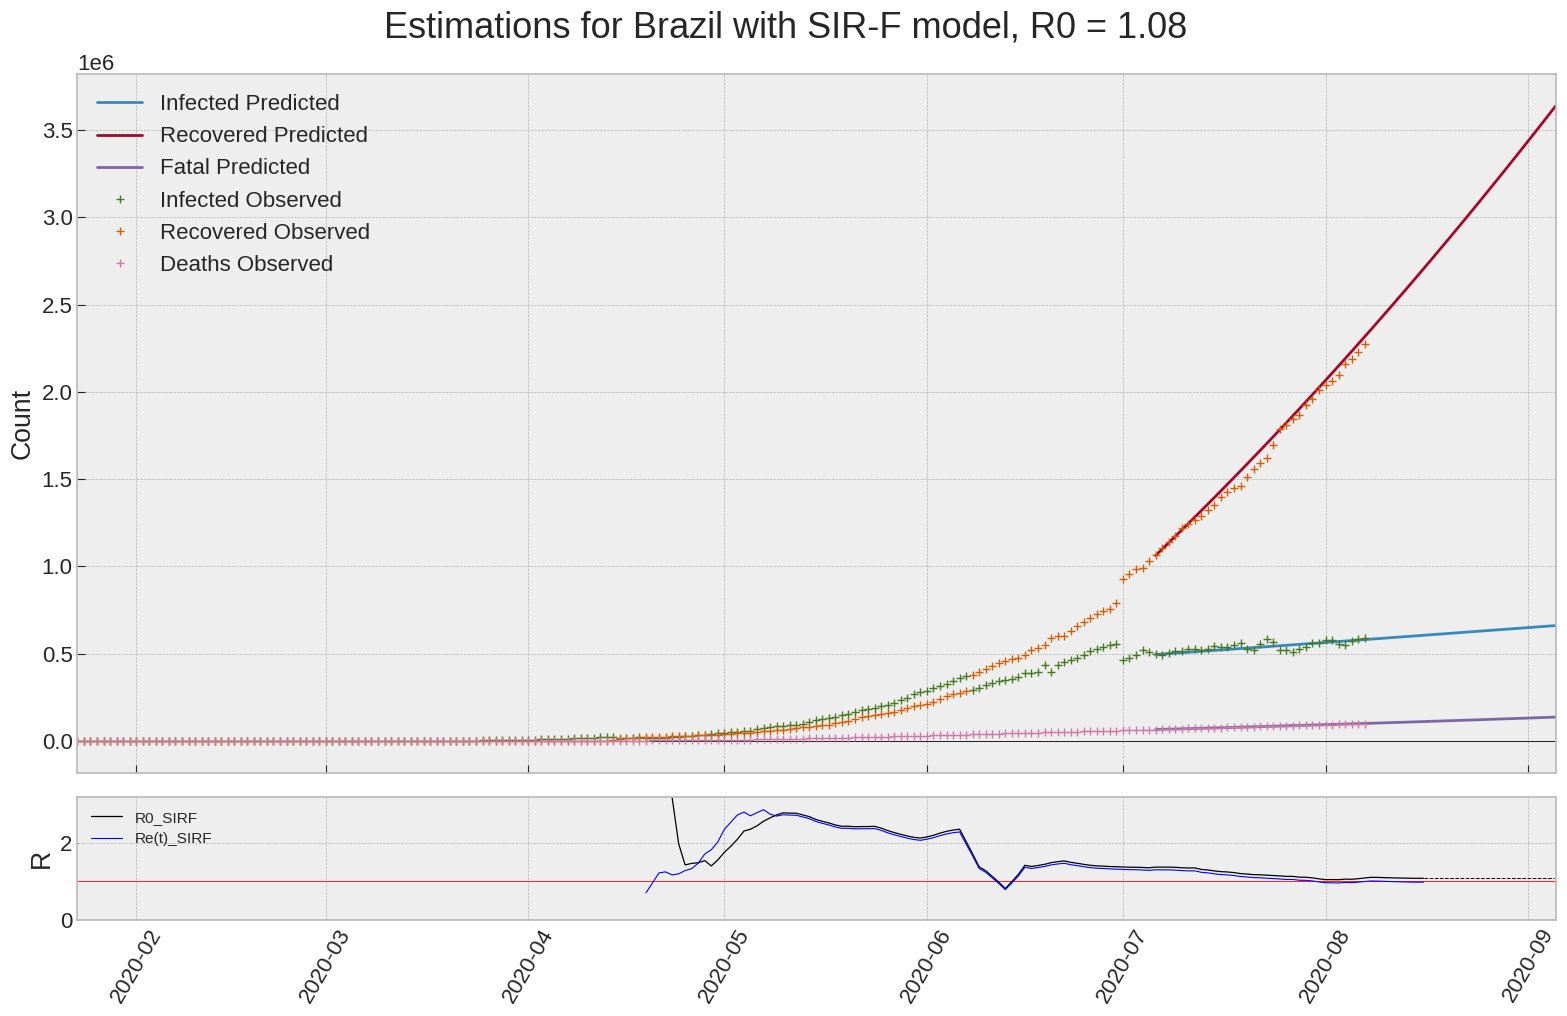 Estimations for Brazil with SIR-F model, R0 = 1.08
1e6
Infected Predicted
Recovered Predicted
Fatal Predicted
Infected Observed
Recovered Observed
Deaths Observed
3.5
3.0
2.5
2.0
1.5
1.0
0.5
0.0
Count
R0_SIRF
Re(t)_SIRF
2
0
R
2020-02
2020-03
2020-04
2020-05
2020-06
2020-07
2020-08
2020-09